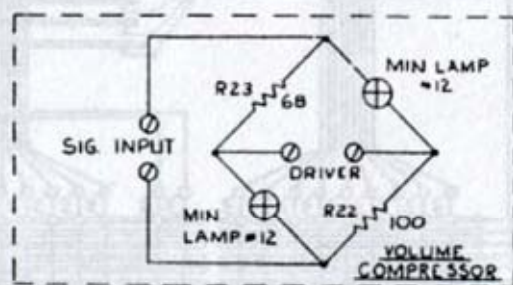 R23
68
MIN LAMP
#12
SIG. INPUT
DRIVER
MIN
LAMP #12
R22
100
VOLUME
COMPRESSOR